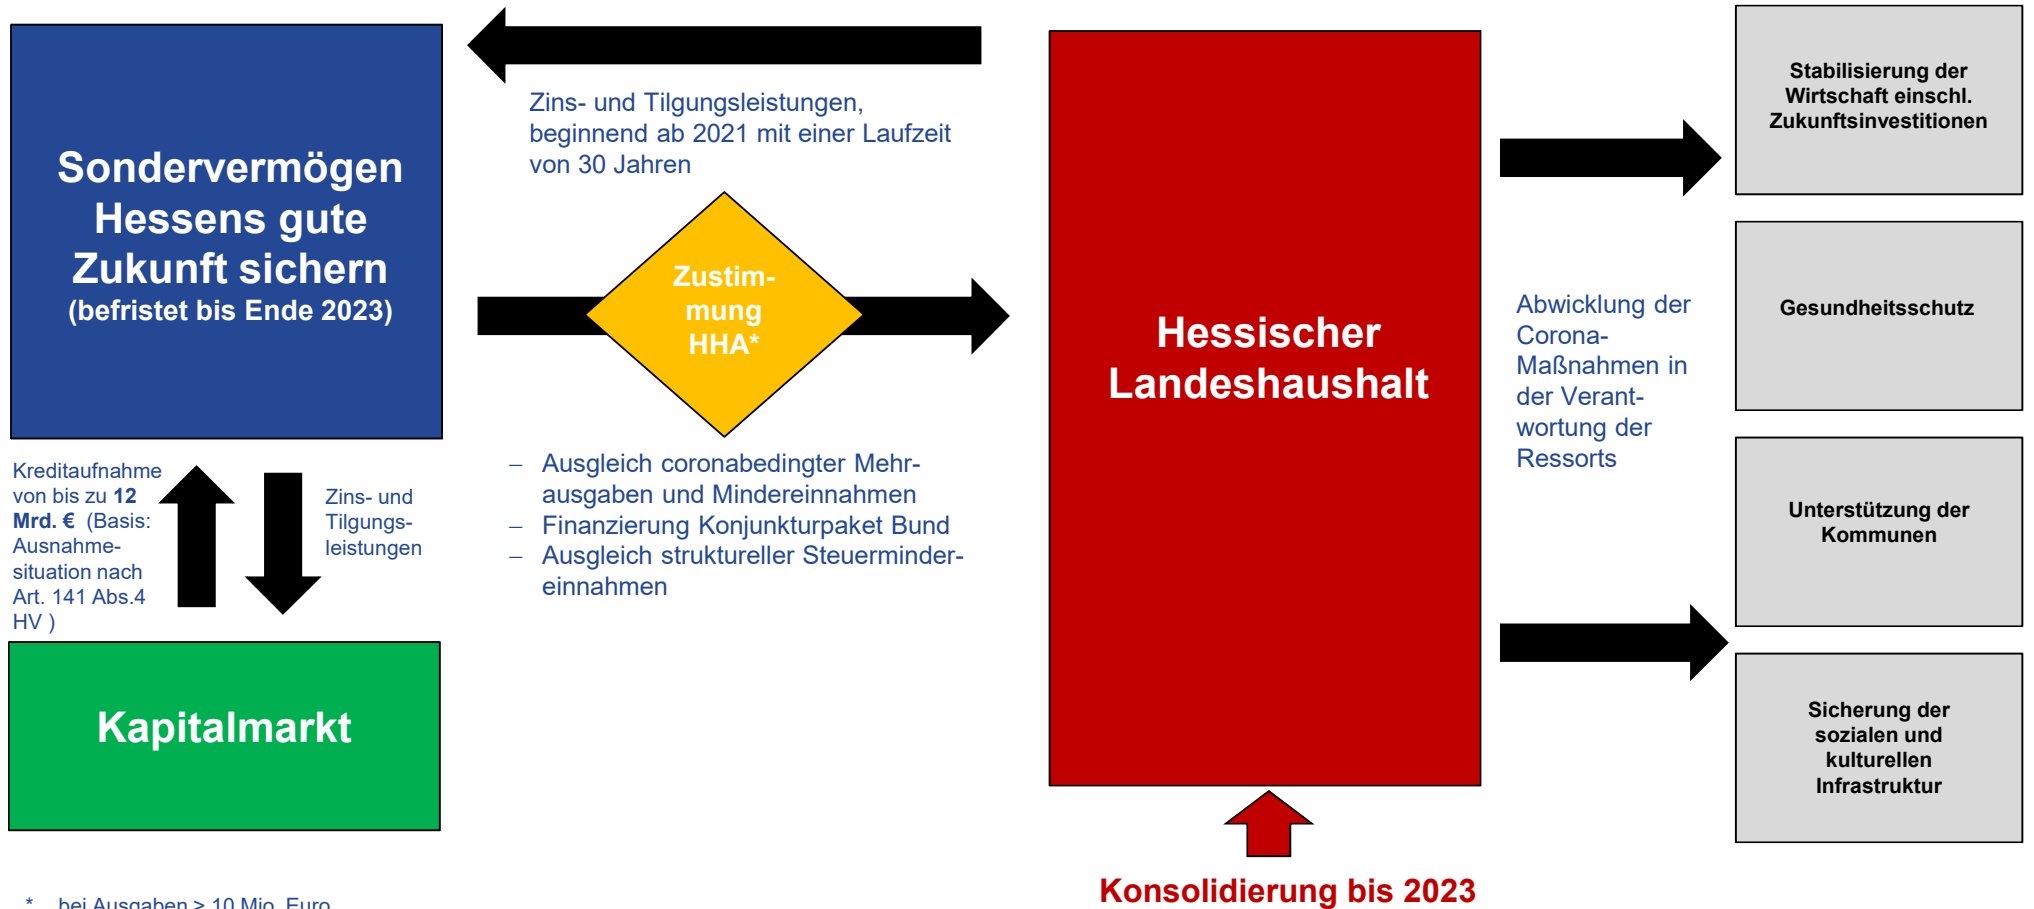 Sondervermögen
Hessens gute
Zukunft sichern
(befristet bis Ende 2023)
Zins- und Tilgungsleistungen,
beginnend ab 2021 mit einer Laufzeit
von 30 Jahren
Zustim-
mung
HHA*
– Ausgleich coronabedingter Mehr-
ausgaben und Mindereinnahmen
– Finanzierung Konjunkturpaket Bund
– Ausgleich struktureller Steuerminder-
einnahmen
Kreditaufnahme
von bis zu 12
Mrd. € (Basis:
Ausnahme-
situation nach
Art. 141 Abs.4
HV )
Zins- und
Tilgungs-
leistungen
Kapitalmarkt
Hessischer
Landeshaushalt
Konsolidierung bis 2023
Abwicklung der
Corona-
Maßnahmen in
der Verant-
wortung der
Ressorts
Stabilisierung der
Wirtschaft einschl.
Zukunftsinvestitionen
Gesundheitsschutz
Unterstützung der
Kommunen
Sicherung der
sozialen und
kulturellen
Infrastruktur
* bei Ausgaben > 10 Mio. Euro